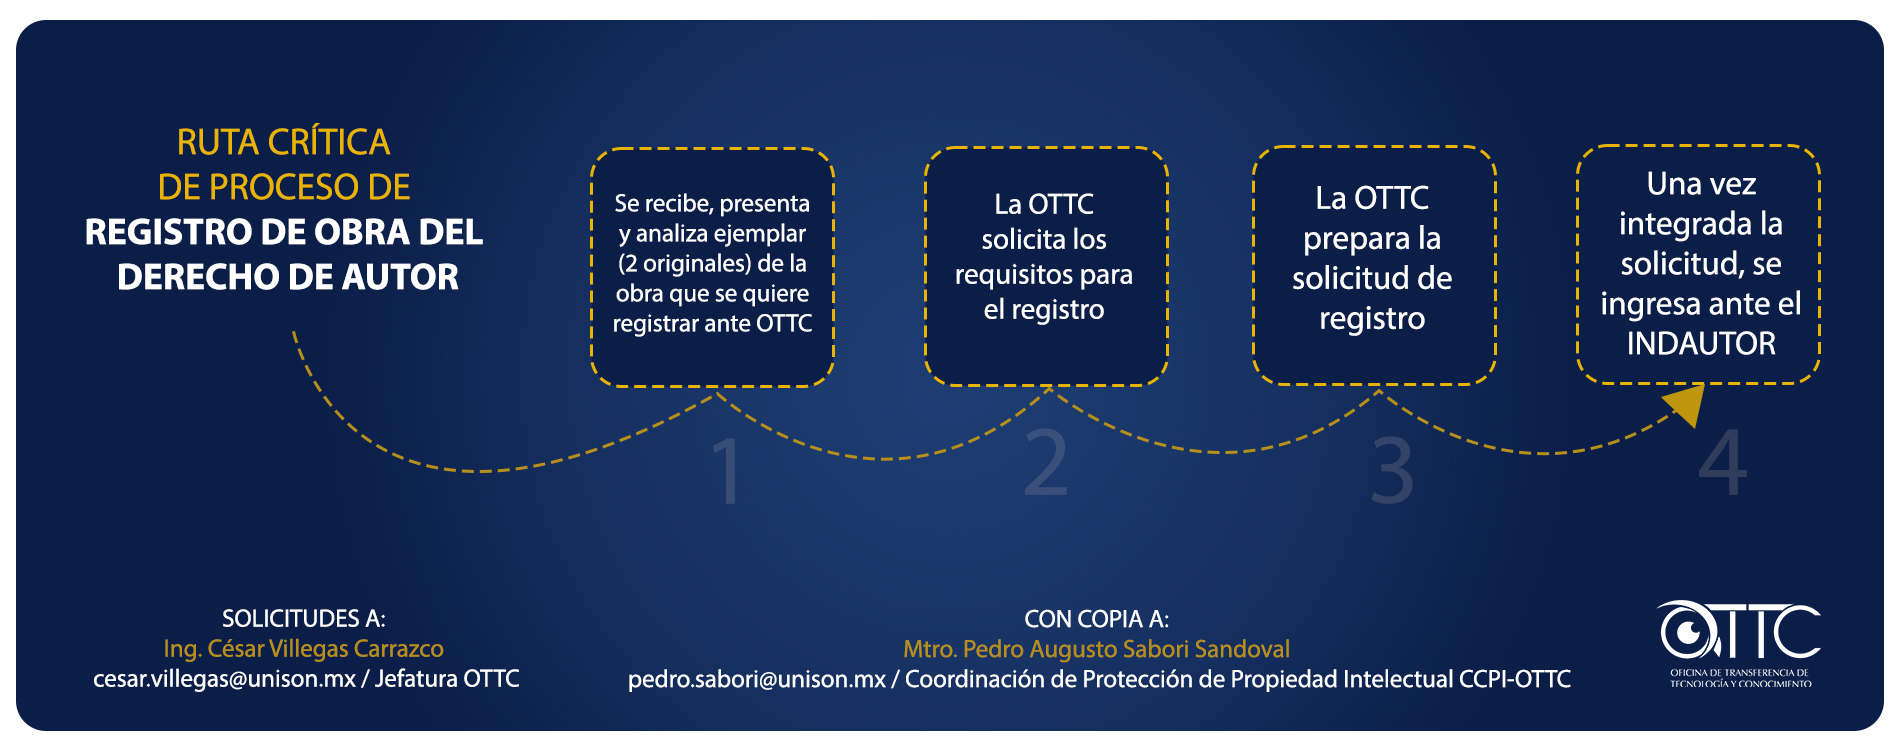 RUTA CRÍTICA
DE PROCESO DE
REGISTRO DE OBRA DEL
DERECHO DE AUTOR
Se recibe, presenta
y analiza ejemplar
(2 originales) de la
obra que se quiere
registrar ante OTTC
1
La OTTC
solicita los
requisitos para
el registro
2
La OTTC
prepara la
solicitud de
registro
3
Una vez
integrada la
solicitud, se
ingresa ante el
INDAUTOR
4
SOLICITUDES A:
Ing. César Villegas Carrazco
cesar.villegas@unison.mx / Jefatura OTTC
CON COPIA A:
Mtro. Pedro Augusto Sabori Sandoval
pedro.sabori@unison.mx / Coordinación de Protección de Propiedad Intelectual CCPI-OTTC
OTTC
OFICINA DE TRANSFERENCIA DE
TECNOLOGÍA Y CONOCIMIENTO